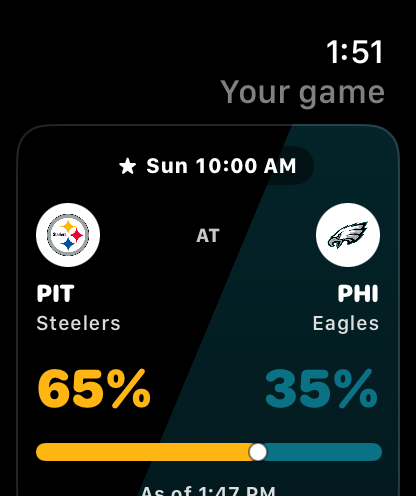 1:51
Your game
★ Sun 10:00 AM
Steelers
AT
PIT
PHI
Steelers
Eagles
65%
35%
As of 1:47 PM